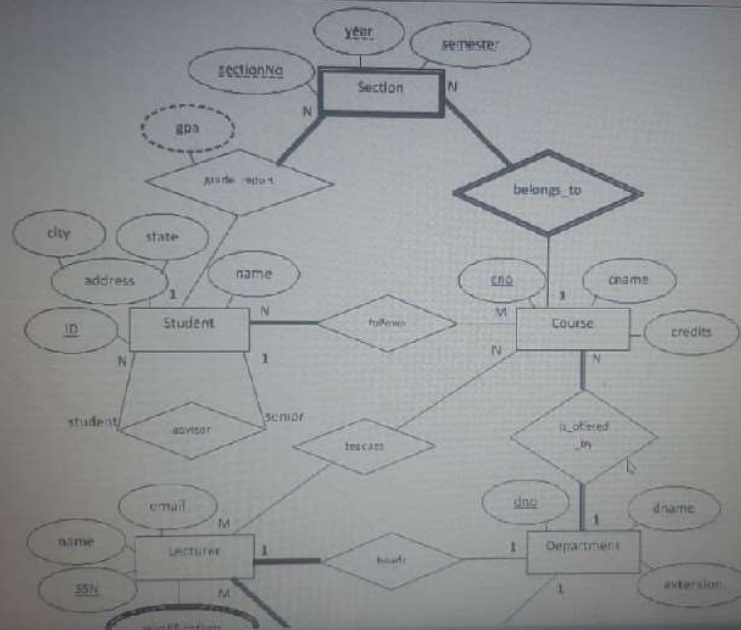 year
semester
sectionNo
Section
N
N
gpa
grade_report
belongs_to
city
state
address
name
1
cno
cname
1
ID
Student
N
follows
M
Course
credits
N
1
N
N
student
senior
advisor
teaches
is_offered
_by
email
dno
dname
M
name
Lecturer
1
heads
1
Department
1
SSN
M
1
extension